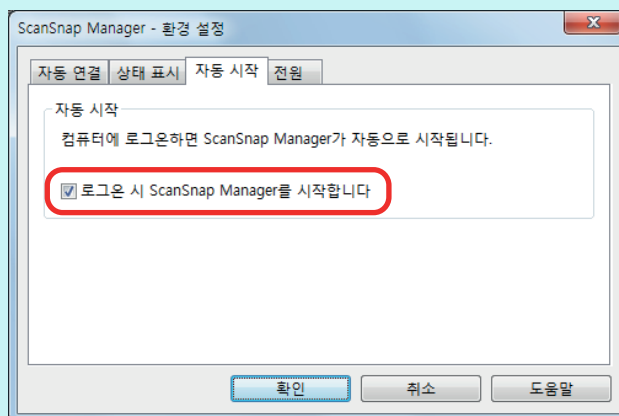 ScanSnap Manager - 환경 설정
자동 연결 상태 표시 자동 시작 전원
자동 시작
컴퓨터에 로그온하면 ScanSnap Manager가 자동으로 시작됩니다.
로그온 시 ScanSnap Manager를 시작합니다
확인 취소 도움말